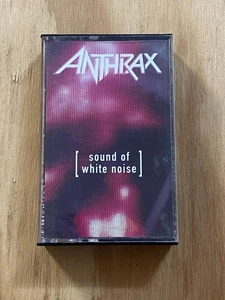 ANTHRAX
[ sound of
white noise ]